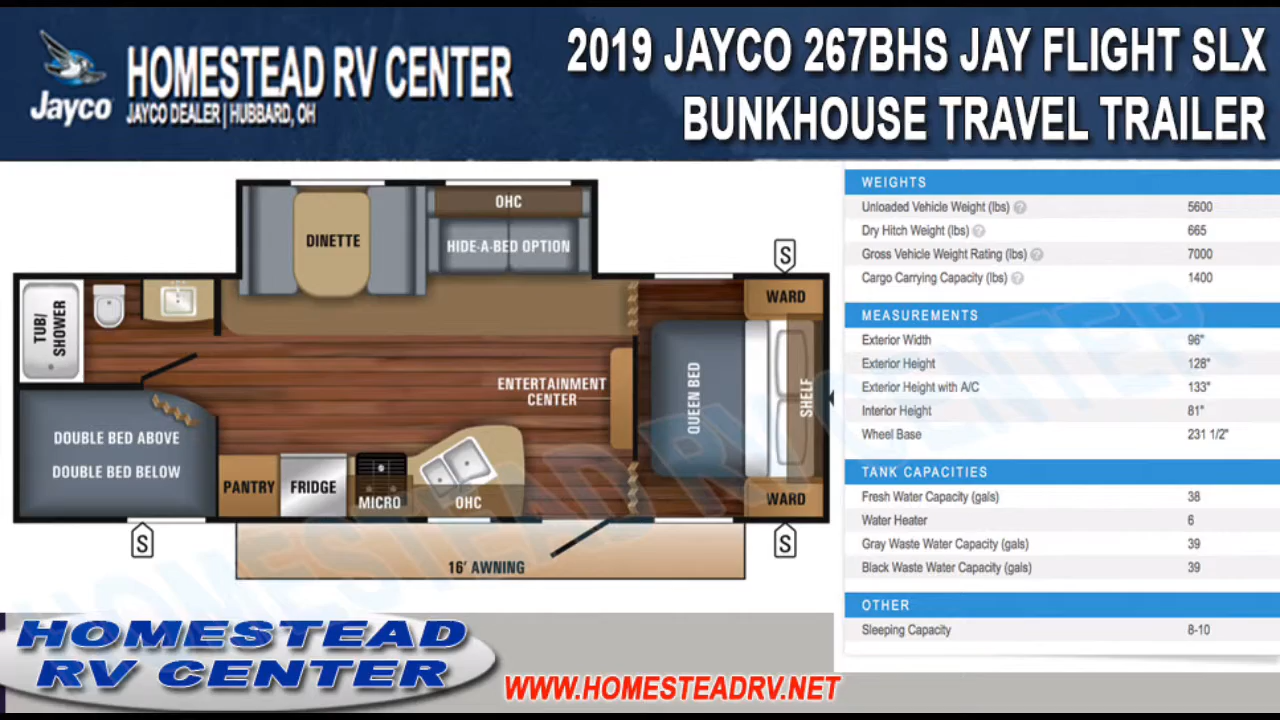 Jayco
HOMESTEAD RV CENTER
JAYCO DEALER | HUBBARD, OH
2019 JAYCO 267BHS JAY FLIGHT SLX
BUNKHOUSE TRAVEL TRAILER
OHC
DINETTE
HIDE-A-BED OPTION
S
TUB/
SHOWER
WARD
ENTERTAINMENT
CENTER
QUEEN BED
SHELF
DOUBLE BED ABOVE
DOUBLE BED BELOW
PANTRY
FRIDGE
MICRO
OHC
WARD
S
S
16' AWNING
WEIGHTS
Unloaded Vehicle Weight (lbs) ? 5600
Dry Hitch Weight (lbs) ? 665
Gross Vehicle Weight Rating (lbs) ? 7000
Cargo Carrying Capacity (lbs) ? 1400
MEASUREMENTS
Exterior Width 96"
Exterior Height 128"
Exterior Height with A/C 133"
Interior Height 81"
Wheel Base 231 1/2"
TANK CAPACITIES
Fresh Water Capacity (gals) 38
Water Heater 6
Gray Waste Water Capacity (gals) 39
Black Waste Water Capacity (gals) 39
OTHER
Sleeping Capacity 8-10
HOMESTEAD RV CENTER
HOMESTEAD
RV CENTER
WWW.HOMESTEADRV.NET